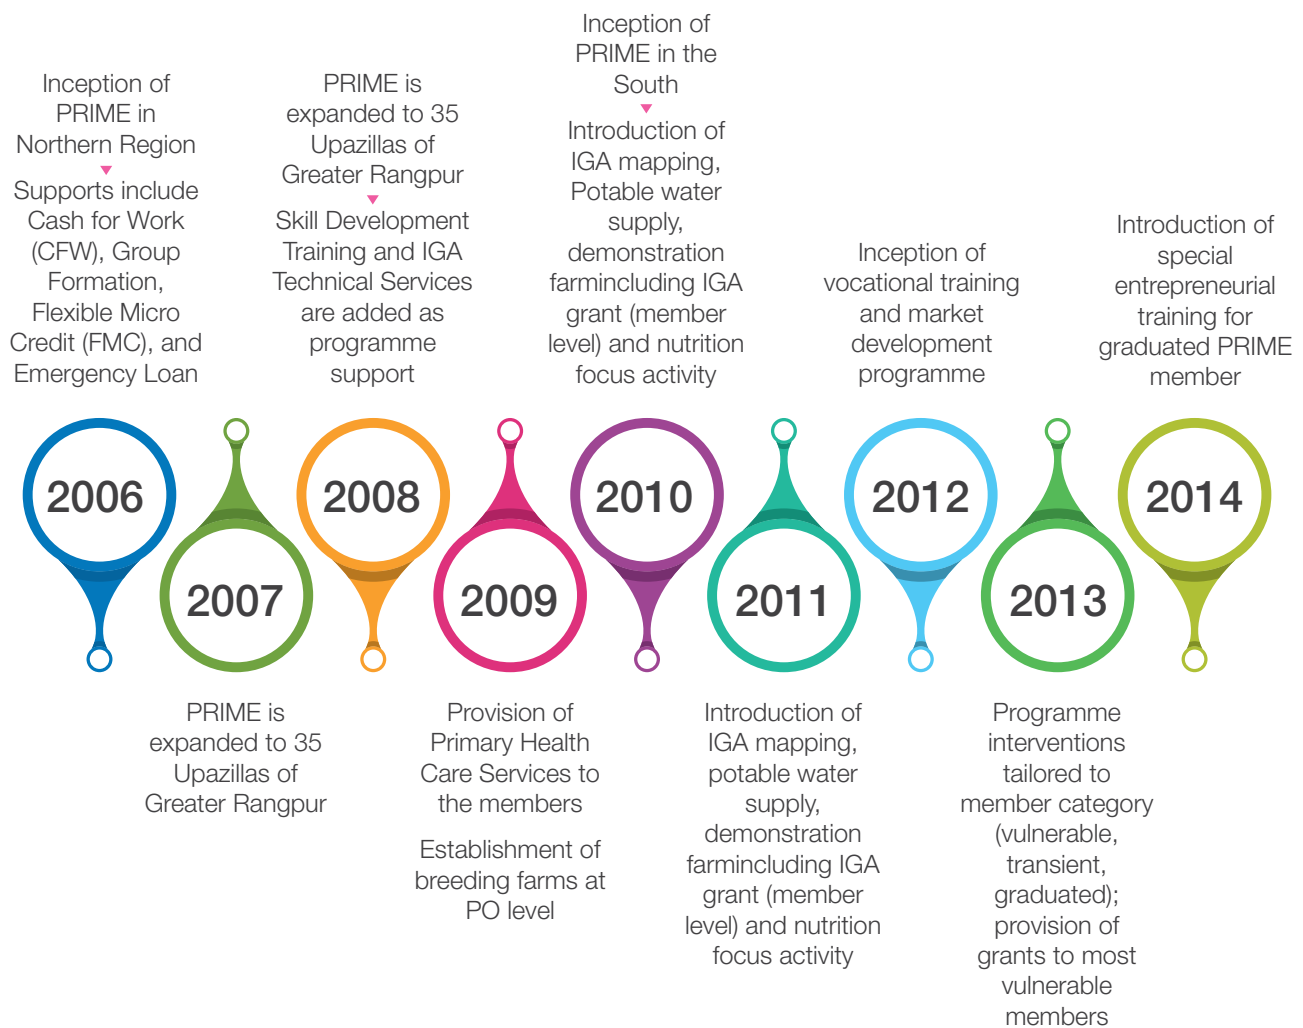 Inception of
PRIME in
Northern Region
Supports include
Cash for Work
(CFW), Group
Formation,
Flexible Micro
Credit (FMC), and
Emergency Loan
PRIME is
expanded to 35
Upazillas of
Greater Rangpur
Skill Development
Training and IGA
Technical Services
are added as
programme
support
Inception of
PRIME in the
South
Introduction of
IGA mapping,
Potable water
supply,
demonstration
farmincluding IGA
grant (member
level) and nutrition
focus activity
Inception of
vocational training
and market
development
programme
Introduction of
special
entrepreneurial
training for
graduated PRIME
member
2006
2007
2008
2009
2010
2011
2012
2013
2014
PRIME is
expanded to 35
Upazillas of
Greater Rangpur
Provision of
Primary Health
Care Services to
the members
Establishment of
breeding farms at
PO level
Introduction of
IGA mapping,
potable water
supply,
demonstration
farmincluding IGA
grant (member
level) and nutrition
focus activity
Programme
interventions
tailored to
member category
(vulnerable,
transient,
graduated);
provision of
grants to most
vulnerable
members